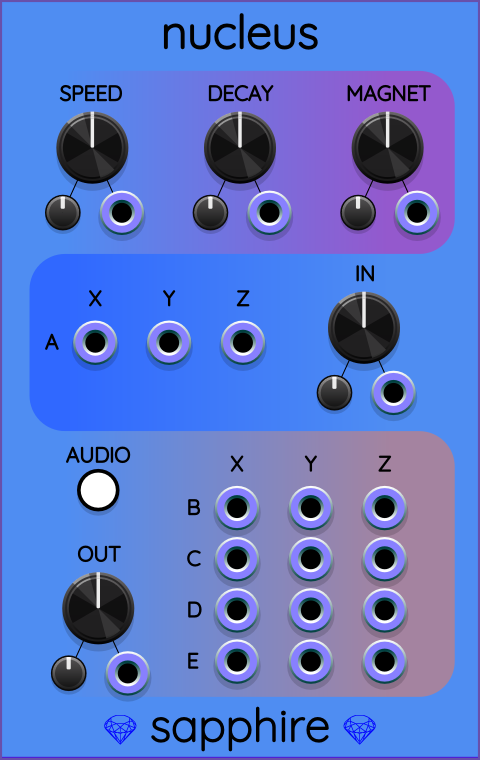 nucleus
SPEED DECAY MAGNET
IN
X Y Z
A
AUDIO
X Y Z
B
C
OUT
D
E
sapphire